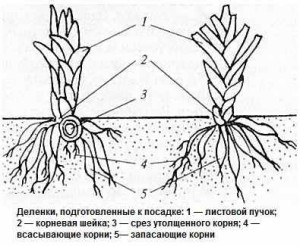 1
2
3
4
5
Деленки, подготовленные к посадке: 1 — листовой пучок;
2 — корневая шейка; 3 — срез утолщенного корня; 4 —
всасывающие корни; 5— запасающие корни